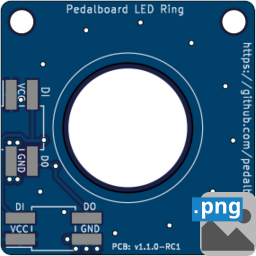 Pedalboard LED Ring
https://github.com/pedalb
VCC
DI
GND
DO
DI
DO
VCC
GND
PCB: v1.1.0-RC1
.png